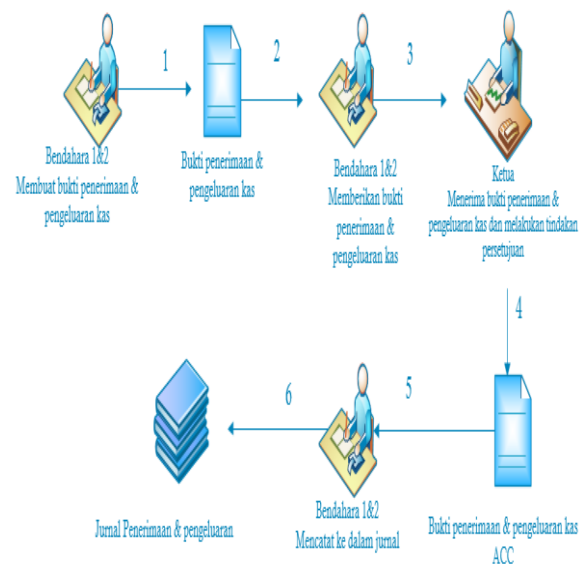 1
2
3
Bendahara 1&2
Membuat bukti penerimaan &
pengeluaran kas
Bukti penerimaan &
pengeluaran kas
Bendahara 1&2
Memberikan bukti
penerimaan &
pengeluaran kas
Ketua
Menerima bukti penerimaan &
pengeluaran kas dan melakukan tindakan
persetujuan
4
5
6
Bukti penerimaan & pengeluaran kas
ACC
Bendahara 1&2
Mencatat ke dalam jurnal
Jurnal Penerimaan & pengeluaran